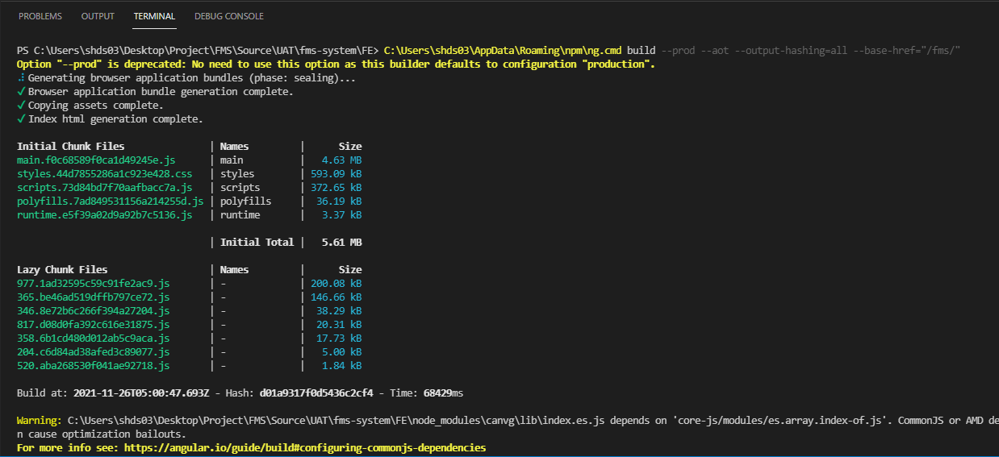 PROBLEMS OUTPUT TERMINAL DEBUG CONSOLE
PS C:\Users\shds03\Desktop\Project\FMS\Source\UAT\fms-system\FE> C:\Users\shds03\AppData\Roaming\npm\ng.cmd build --prod --aot --output-hashing=all --base-href="/fms/"
Option "--prod" is deprecated: No need to use this option as this builder defaults to configuration "production".
Generating browser application bundles (phase: sealing)...
✓ Browser application bundle generation complete.
✓ Copying assets complete.
✓ Index html generation complete.
Initial Chunk Files | Names | Size
main.f0c68589f0ca1d49245e.js | main | 4.63 MB
styles.44d7855286a1c923e428.css | styles | 593.09 kB
scripts.73d84bd7f70aafbacc7a.js | scripts | 372.65 kB
polyfills.7ad849531156a214255d.js | polyfills | 36.19 kB
runtime.e5f39a02d9a92b7c5136.js | runtime | 3.37 kB
| Initial Total | 5.61 MB
Lazy Chunk Files | Names | Size
977.1ad32595c59c91fe2ac9.js | - | 200.08 kB
365.be46ad519dffb797ce72.js | - | 146.66 kB
346.8e72b6c266f394a27204.js | - | 38.29 kB
817.d08d0fa392c616e31875.js | - | 20.31 kB
358.6b1cd480d012ab5c9aca.js | - | 17.73 kB
204.c6d84ad38afed3c89077.js | - | 5.00 kB
520.aba268530f041ae92718.js | - | 1.84 kB
Build at: 2021-11-26T05:00:47.693Z - Hash: d01a9317f0d5436c2cf4 - Time: 68429ms
Warning: C:\Users\shds03\Desktop\Project\FMS\Source\UAT\fms-system\FE\node_modules\canvg\lib\index.es.js depends on 'core-js/modules/es.array.index-of.js'. CommonJS or AMD de
n cause optimization bailouts.
For more info see: https://angular.io/guide/build#configuring-commonjs-dependencies